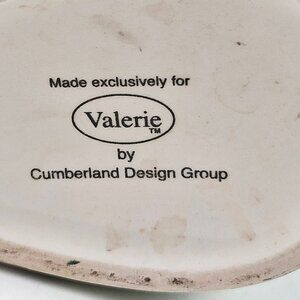 Made exclusively for
Valerie™
by
Cumberland Design Group